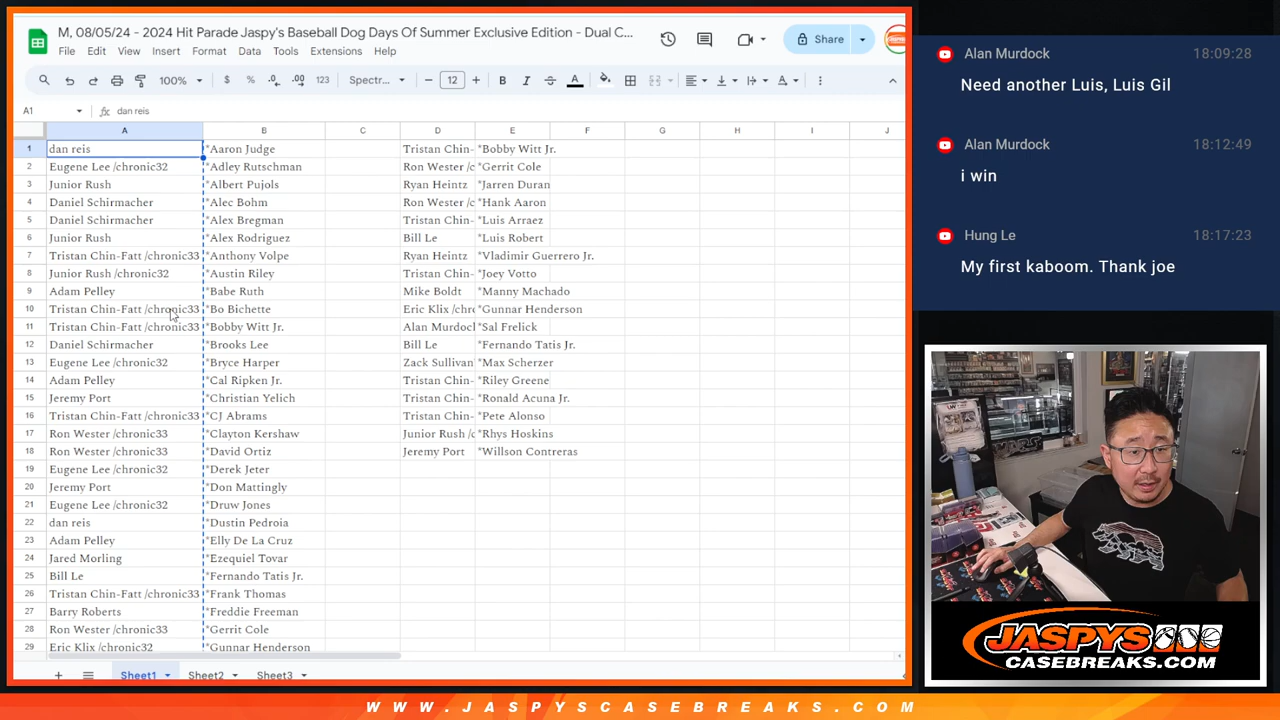 M, 08/05/24 - 2024 Hit Parade Jaspy's Baseball Dog Days Of Summer Exclusive Edition - Dual C...
File Edit View Insert Format Data Tools Extensions
Share
100% $ % .0 .00 123 Spectr... 12 B I A
A1 fx dan reis
A B C D E F G H I J
1 dan reis *Aaron Judge Tristan Chin- *Bobby Witt Jr.
2 Eugene Lee /chronic32 *Adley Rutschman Ron Wester /c *Gerrit Cole
3 Junior Rush *Albert Pujols Ryan Heintz *Jarren Duran
4 Daniel Schirmacher *Alec Bohm Ron Wester /c *Hank Aaron
5 Daniel Schirmacher *Alex Bregman Tristan Chin- *Luis Arraez
6 Junior Rush *Alex Rodriguez Bill Le *Luis Robert
7 Tristan Chin-Fatt /chronic33 *Anthony Volpe Ryan Heintz *Vladimir Guerrero Jr.
8 Junior Rush /chronic32 *Austin Riley Tristan Chin- *Joey Votto
9 Adam Pelley *Babe Ruth Mike Boldt *Manny Machado
10 Tristan Chin-Fatt /chronic33 *Bo Bichette Eric Klix /chr *Gunnar Henderson
11 Tristan Chin-Fatt /chronic33 *Bobby Witt Jr. Alan Murdocl *Sal Frelick
12 Daniel Schirmacher *Brooks Lee Bill Le *Fernando Tatis Jr.
13 Eugene Lee /chronic32 *Bryce Harper Zack Sullivan *Max Scherzer
14 Adam Pelley *Cal Ripken Jr. Tristan Chin- *Riley Greene
15 Jeremy Port *Christian Yelich Tristan Chin- *Ronald Acuna Jr.
16 Tristan Chin-Fatt /chronic33 *CJ Abrams Tristan Chin- *Pete Alonso
17 Ron Wester /chronic33 *Clayton Kershaw Junior Rush /c *Rhys Hoskins
18 Ron Wester /chronic33 *David Ortiz Jeremy Port *Willson Contreras
19 Eugene Lee /chronic32 *Derek Jeter
20 Jeremy Port *Don Mattingly
21 Eugene Lee /chronic32 *Druw Jones
22 dan reis *Dustin Pedroia
23 Adam Pelley *Elly De La Cruz
24 Jared Morling *Ezequiel Tovar
25 Bill Le *Fernando Tatis Jr.
26 Tristan Chin-Fatt /chronic33 *Frank Thomas
27 Barry Roberts *Freddie Freeman
28 Ron Wester /chronic33 *Gerrit Cole
29 Eric Klix /chronic32 *Gunnar Henderson
Sheet1 Sheet2 Sheet3
Alan Murdock 18:09:28
Need another Luis, Luis Gil
Alan Murdock 18:12:49
i win
Hung Le 18:17:23
My first kaboom. Thank joe
JASPYS
CASEBREAKS.COM
WWW.JASPYSCASEBREAKS.COM